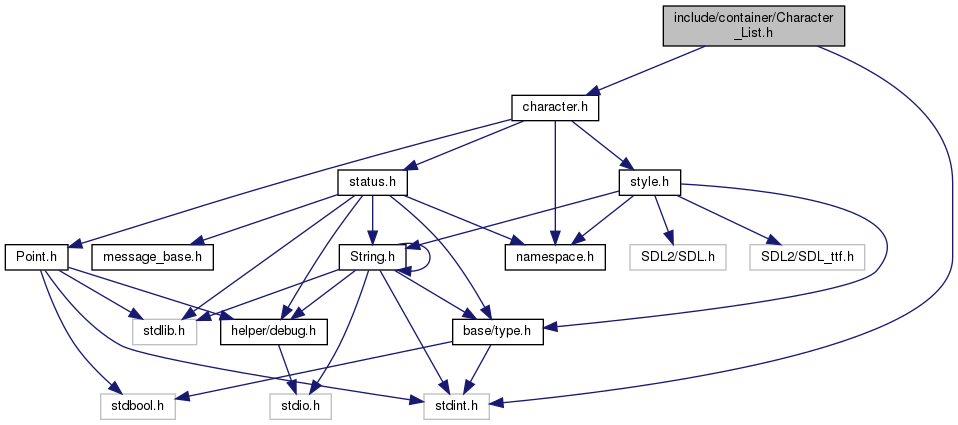 include/container/Character
_List.h
character.h
status.h
style.h
Point.h
message_base.h
String.h
namespace.h
SDL2/SDL.h
SDL2/SDL_ttf.h
stdlib.h
helper/debug.h
base/type.h
stdbool.h
stdio.h
stdint.h